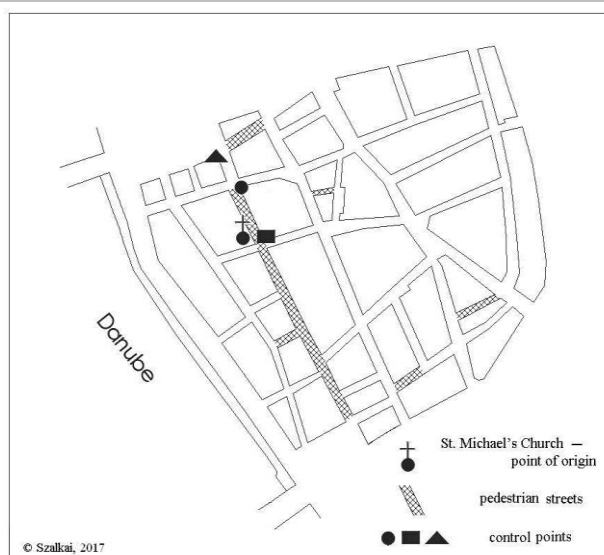 Danube
St. Michael's Church –
point of origin
pedestrian streets
control points
© Szalkai, 2017